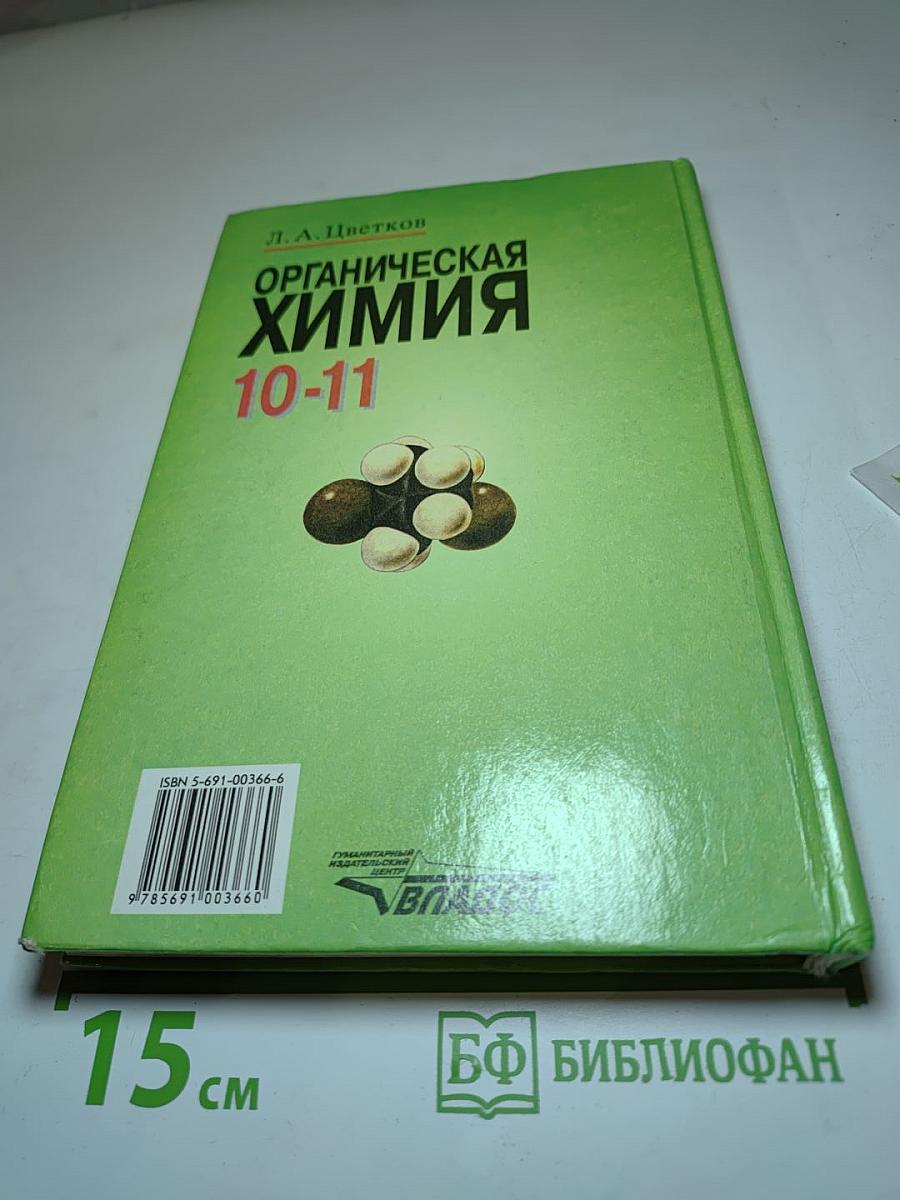 Л. А. Цветков
ОРГАНИЧЕСКАЯ
ХИМИЯ
10-11
ISBN 5-691-00366-6
9 785691 003660
ГУМАНИТАРНЫЙ
ИЗДАТЕЛЬСКИЙ
ЦЕНТР
ВЛАДОС
15 см
БФ БИБЛИОФАН